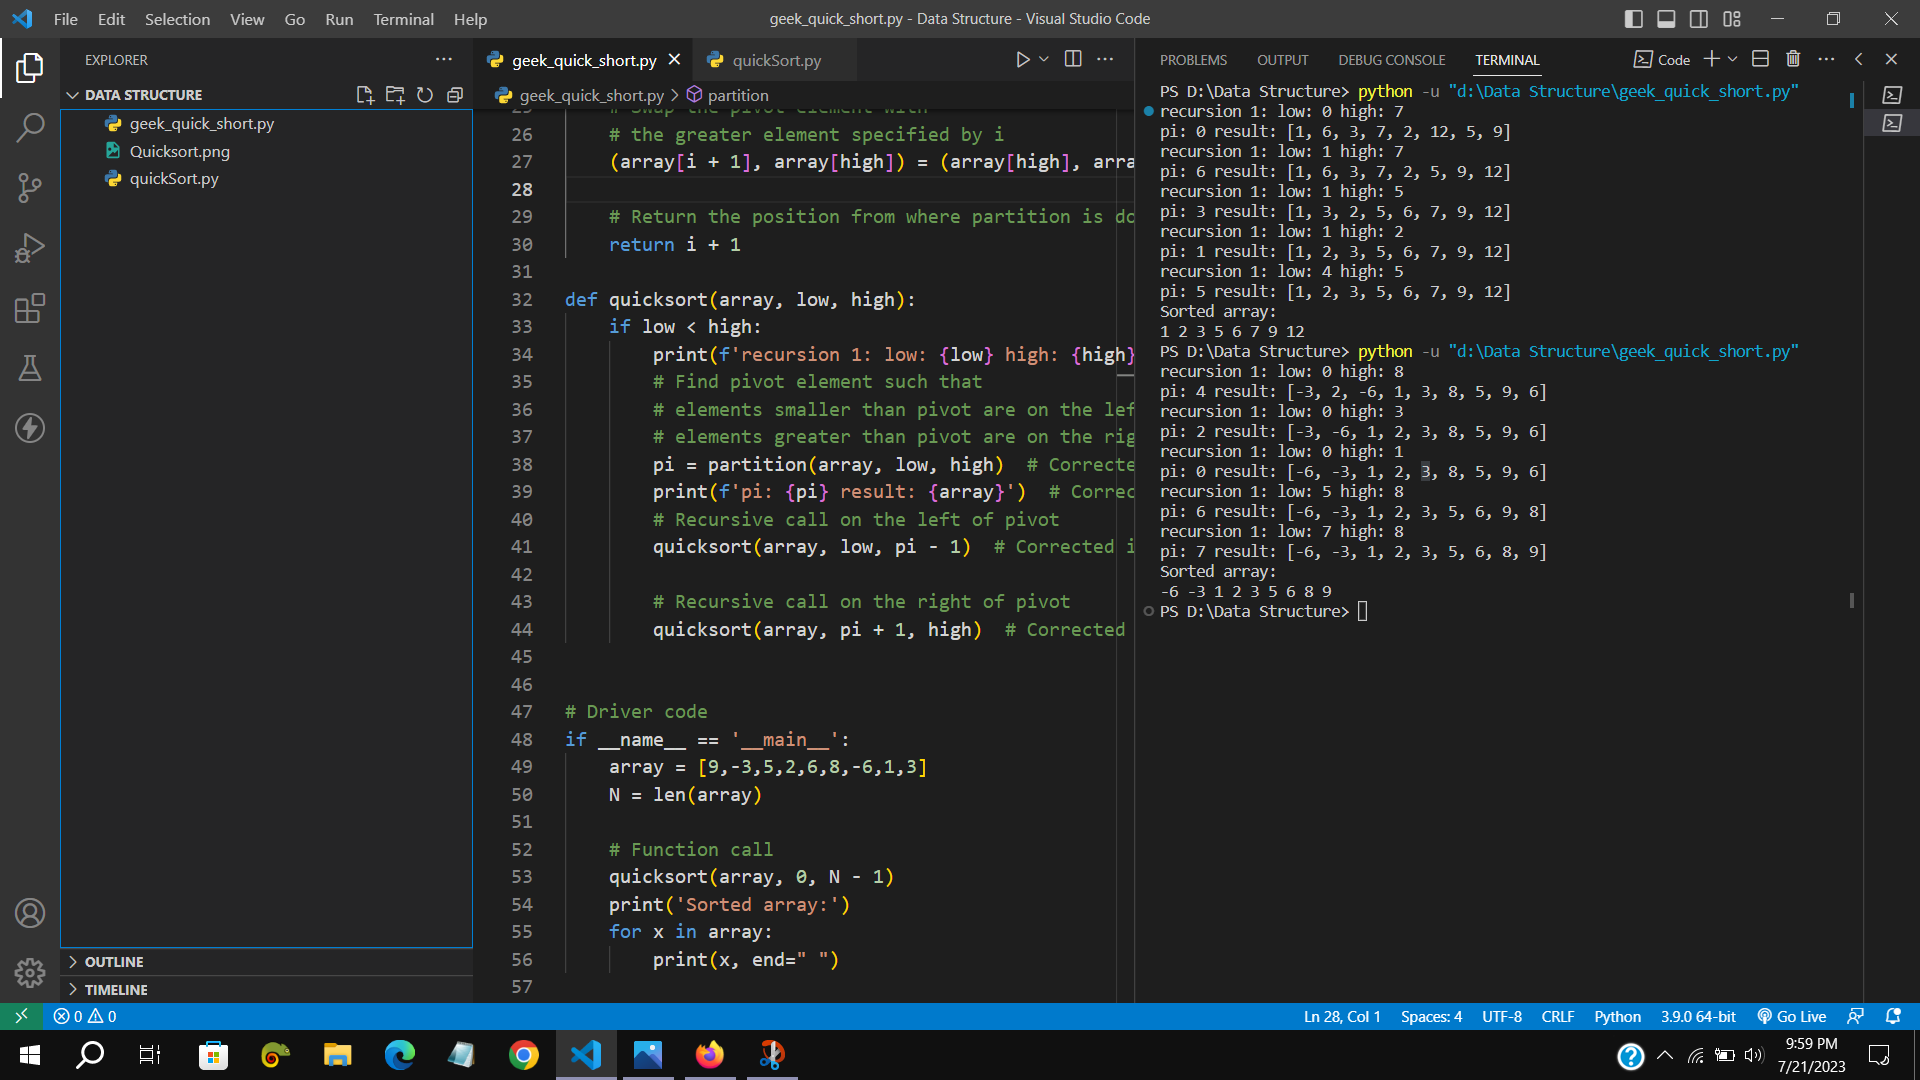 File Edit Selection View Go Run Terminal Help
geek_quick_short.py - Data Structure - Visual Studio Code
EXPLORER
DATA STRUCTURE
geek_quick_short.py
Quicksort.png
quickSort.py
OUTLINE
TIMELINE
geek_quick_short.py
quickSort.py
geek_quick_short.py > partition
26 # the greater element specified by i
27 (array[i + 1], array[high]) = (array[high], arra
28
29 # Return the position from where partition is do
30 return i + 1
31
32 def quicksort(array, low, high):
33 if low < high:
34 print(f'recursion 1: low: {low} high: {high}
35 # Find pivot element such that
36 # elements smaller than pivot are on the lef
37 # elements greater than pivot are on the rig
38 pi = partition(array, low, high) # Correcte
39 print(f'pi: {pi} result: {array}') # Correc
40 # Recursive call on the left of pivot
41 quicksort(array, low, pi - 1) # Corrected i
42
43 # Recursive call on the right of pivot
44 quicksort(array, pi + 1, high) # Corrected
45
46
47 # Driver code
48 if __name__ == '__main__':
49 array = [9,-3,5,2,6,8,-6,1,3]
50 N = len(array)
51
52 # Function call
53 quicksort(array, 0, N - 1)
54 print('Sorted array:')
55 for x in array:
56 print(x, end=" ")
57
PROBLEMS OUTPUT DEBUG CONSOLE TERMINAL
Code
PS D:\Data Structure> python -u "d:\Data Structure\geek_quick_short.py"
recursion 1: low: 0 high: 7
pi: 0 result: [1, 6, 3, 7, 2, 12, 5, 9]
recursion 1: low: 1 high: 7
pi: 6 result: [1, 6, 3, 7, 2, 5, 9, 12]
recursion 1: low: 1 high: 5
pi: 3 result: [1, 3, 2, 5, 6, 7, 9, 12]
recursion 1: low: 1 high: 2
pi: 1 result: [1, 2, 3, 5, 6, 7, 9, 12]
recursion 1: low: 4 high: 5
pi: 5 result: [1, 2, 3, 5, 6, 7, 9, 12]
Sorted array:
1 2 3 5 6 7 9 12
PS D:\Data Structure> python -u "d:\Data Structure\geek_quick_short.py"
recursion 1: low: 0 high: 8
pi: 4 result: [-3, 2, -6, 1, 3, 8, 5, 9, 6]
recursion 1: low: 0 high: 3
pi: 2 result: [-3, -6, 1, 2, 3, 8, 5, 9, 6]
recursion 1: low: 0 high: 1
pi: 0 result: [-6, -3, 1, 2, 3, 8, 5, 9, 6]
recursion 1: low: 5 high: 8
pi: 6 result: [-6, -3, 1, 2, 3, 5, 6, 9, 8]
recursion 1: low: 7 high: 8
pi: 7 result: [-6, -3, 1, 2, 3, 5, 6, 8, 9]
Sorted array:
-6 -3 1 2 3 5 6 8 9
PS D:\Data Structure>
0 0
Ln 28, Col 1 Spaces: 4 UTF-8 CRLF Python 3.9.0 64-bit Go Live
9:59 PM
7/21/2023